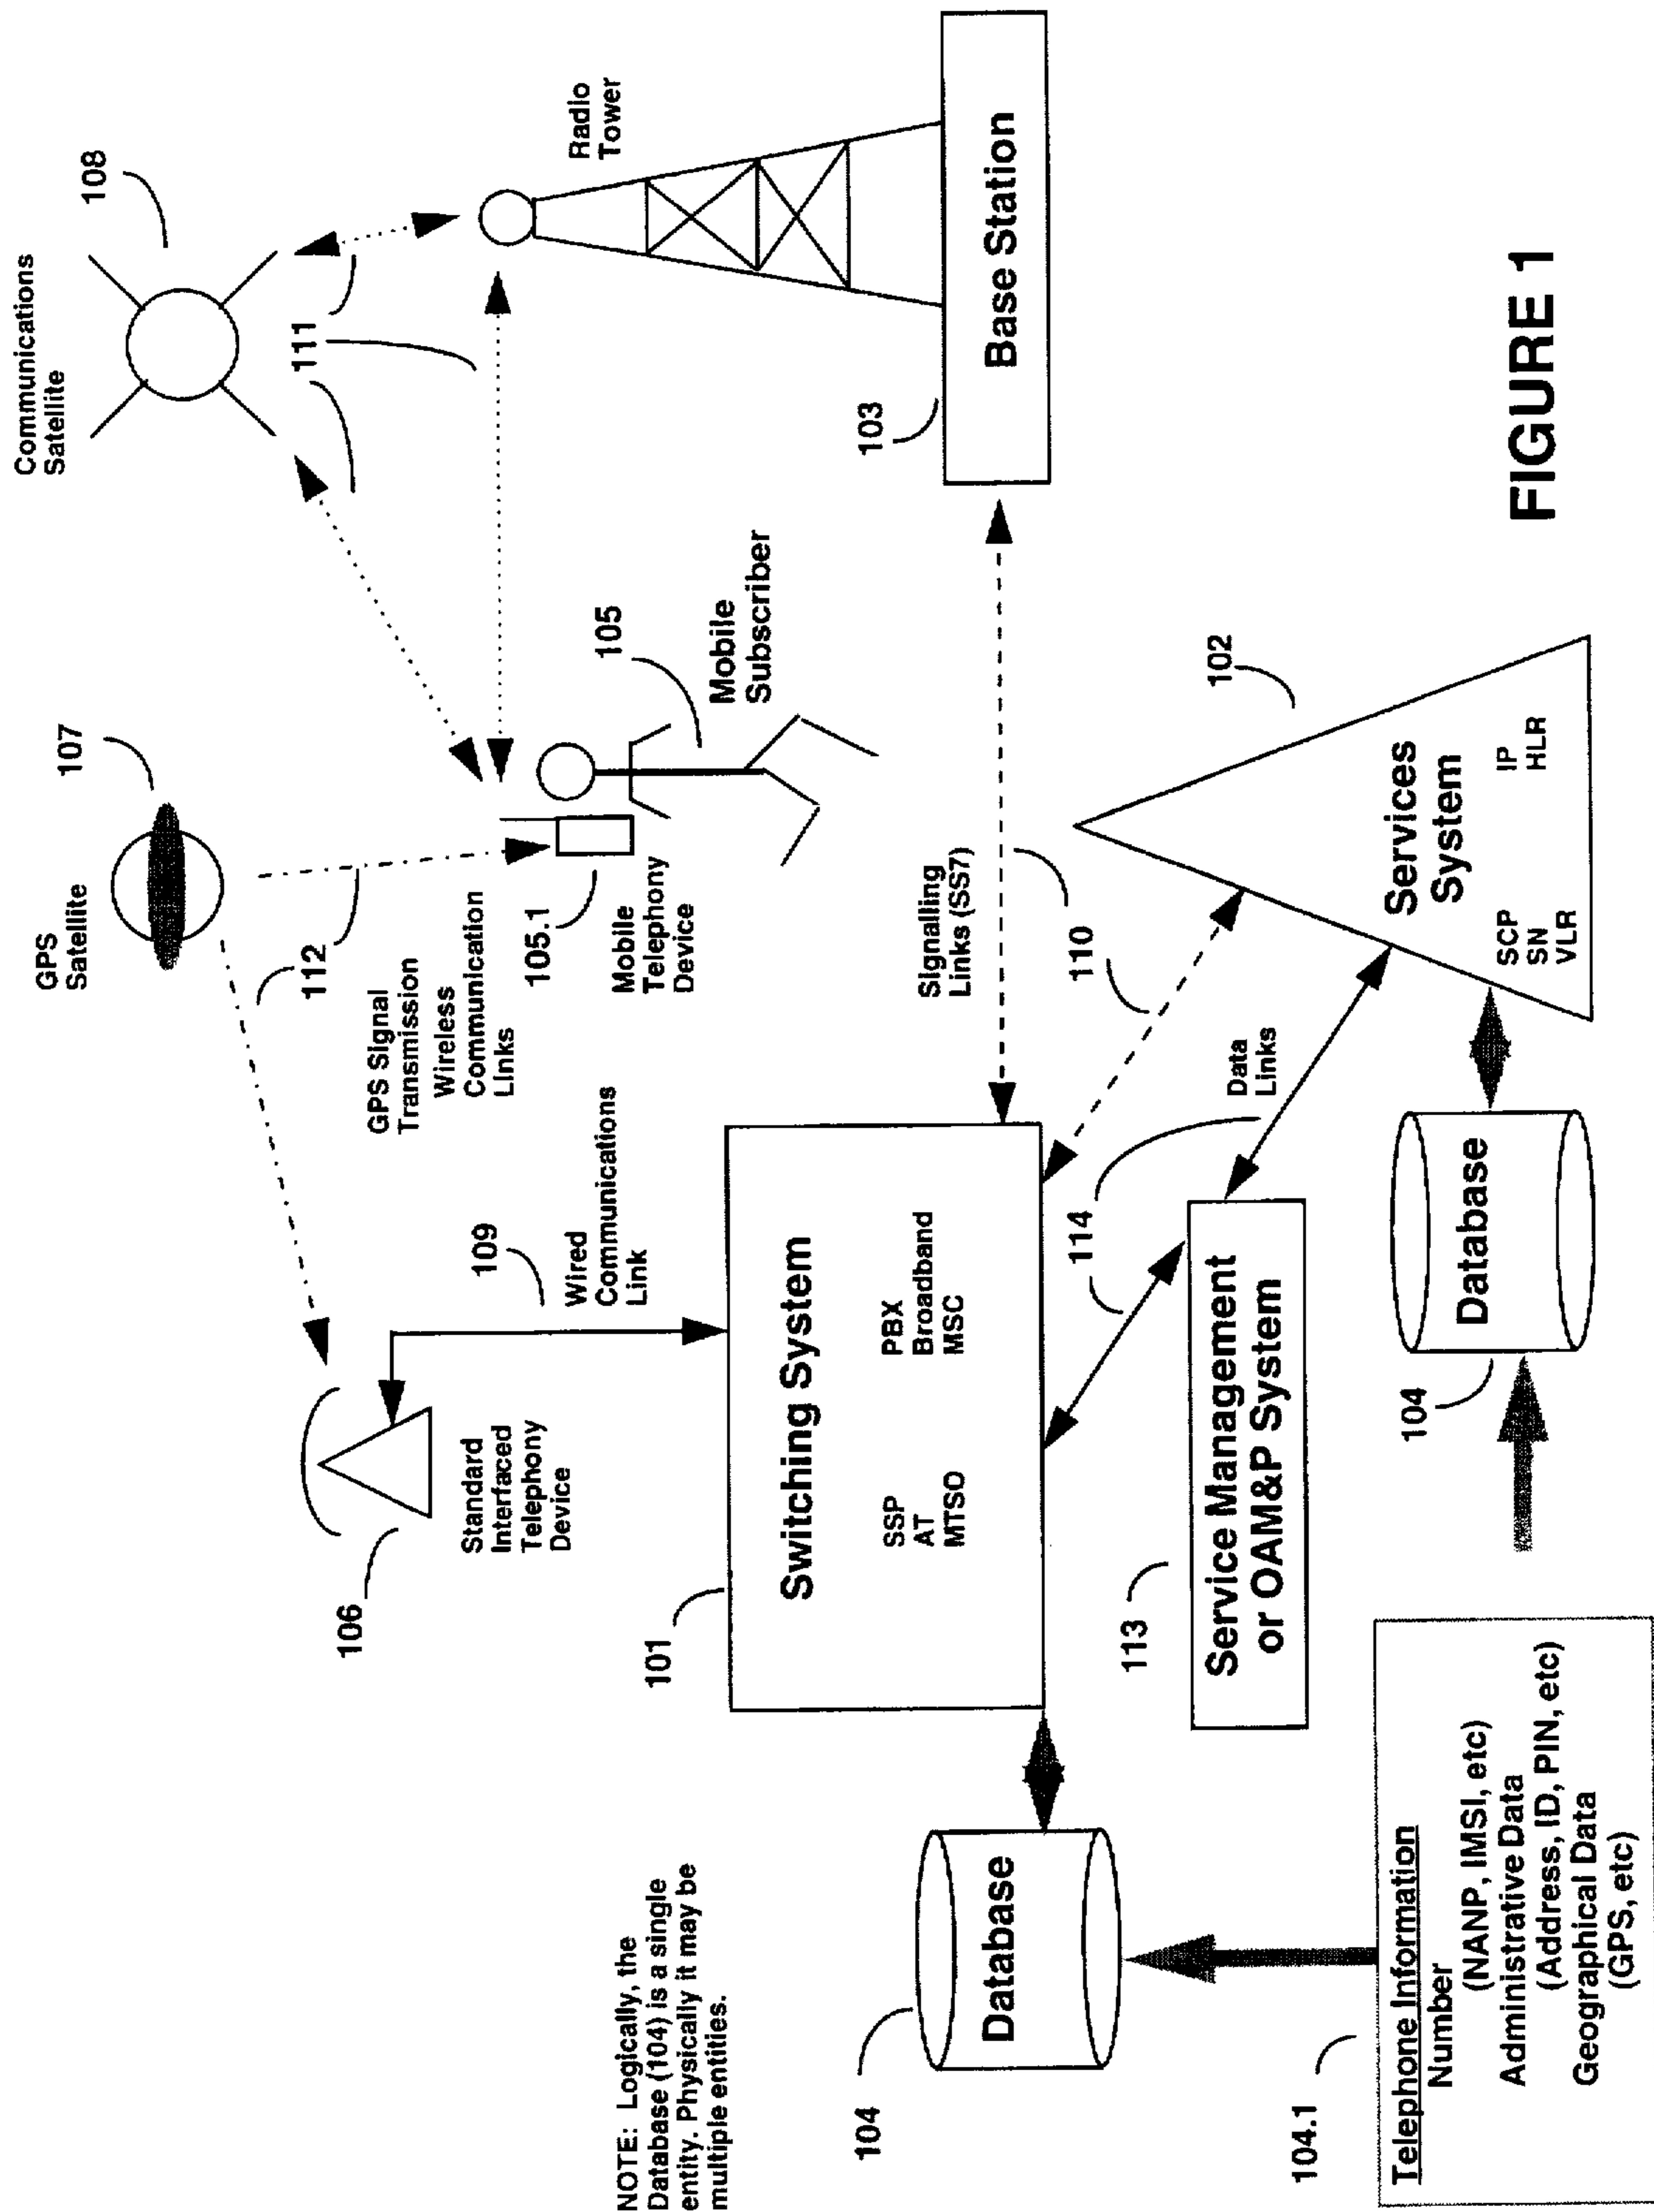 GPS
Satellite
107
Communications
Satellite
108
112
GPS Signal
Transmission
Wireless
Communication
Links
111
106
Standard
Interfaced
Telephony
Device
109
Wired
Communications
Link
105.1
Mobile
Telephony
Device
105
Mobile
Subscriber
Radio
Tower
NOTE: Logically, the
Database (104) is a single
entity. Physically it may be
multiple entities.
101
Switching System
SSP
AT
MTSO
PBX
Broadband
MSC
Signalling
Links (SS7)
110
103
Base Station
104
Database
113
Service Management
or OAM&P System
114
Data
Links
102
Services
System
SCP
SN
VLR
IP
HLR
104.1
Telephone Information
Number
(NANP, IMSI, etc)
Administrative Data
(Address, ID, PIN, etc)
Geographical Data
(GPS, etc)
104
Database
FIGURE 1